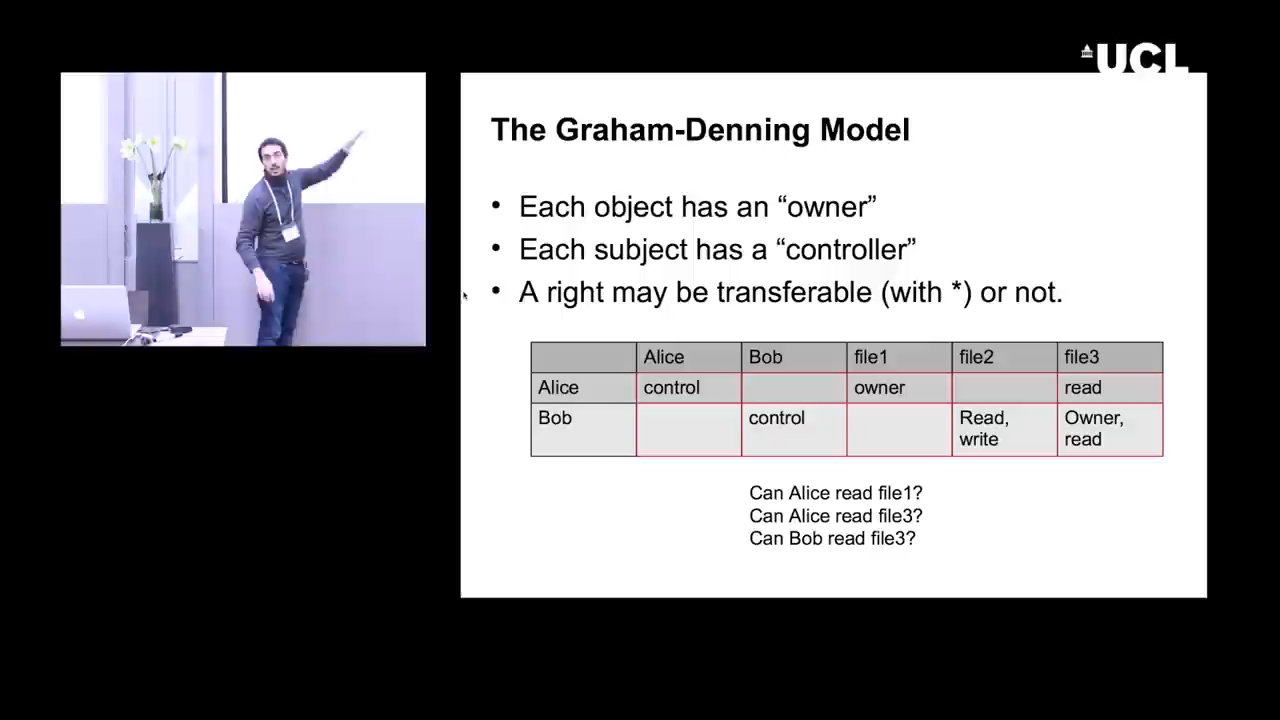 UCL
The Graham-Denning Model
• Each object has an “owner”
• Each subject has a “controller”
• A right may be transferable (with *) or not.
Alice Bob file1 file2 file3
Alice control owner read
Bob control Read, write Owner, read
Can Alice read file1?
Can Alice read file3?
Can Bob read file3?